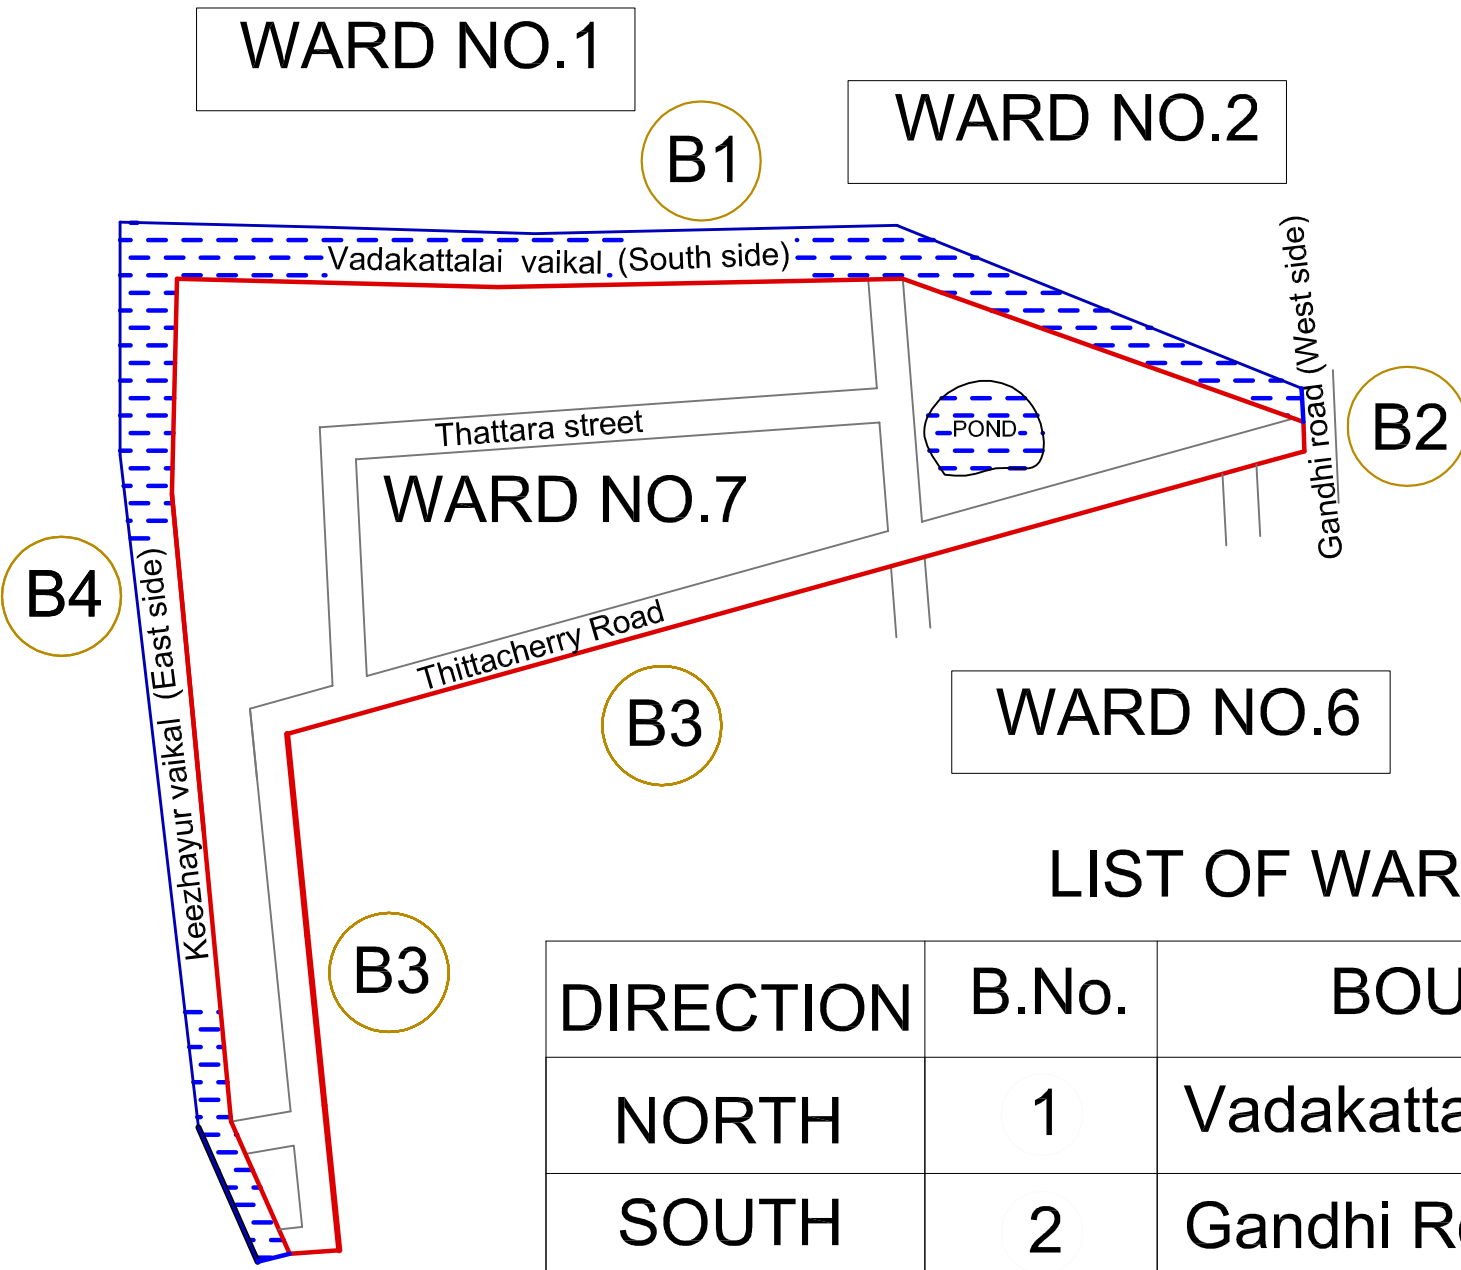 WARD NO.1
WARD NO.2
B1
Vadakattalai vaikal (South side)
Gandhi road (West side)
B2
Thattara street
POND
WARD NO.7
B4
Keezhayur vaikal (East side)
Thittacherry Road
B3
WARD NO.6
B3
LIST OF WAR
DIRECTION B.No. BOU
NORTH 1 Vadakatta
SOUTH 2 Gandhi R